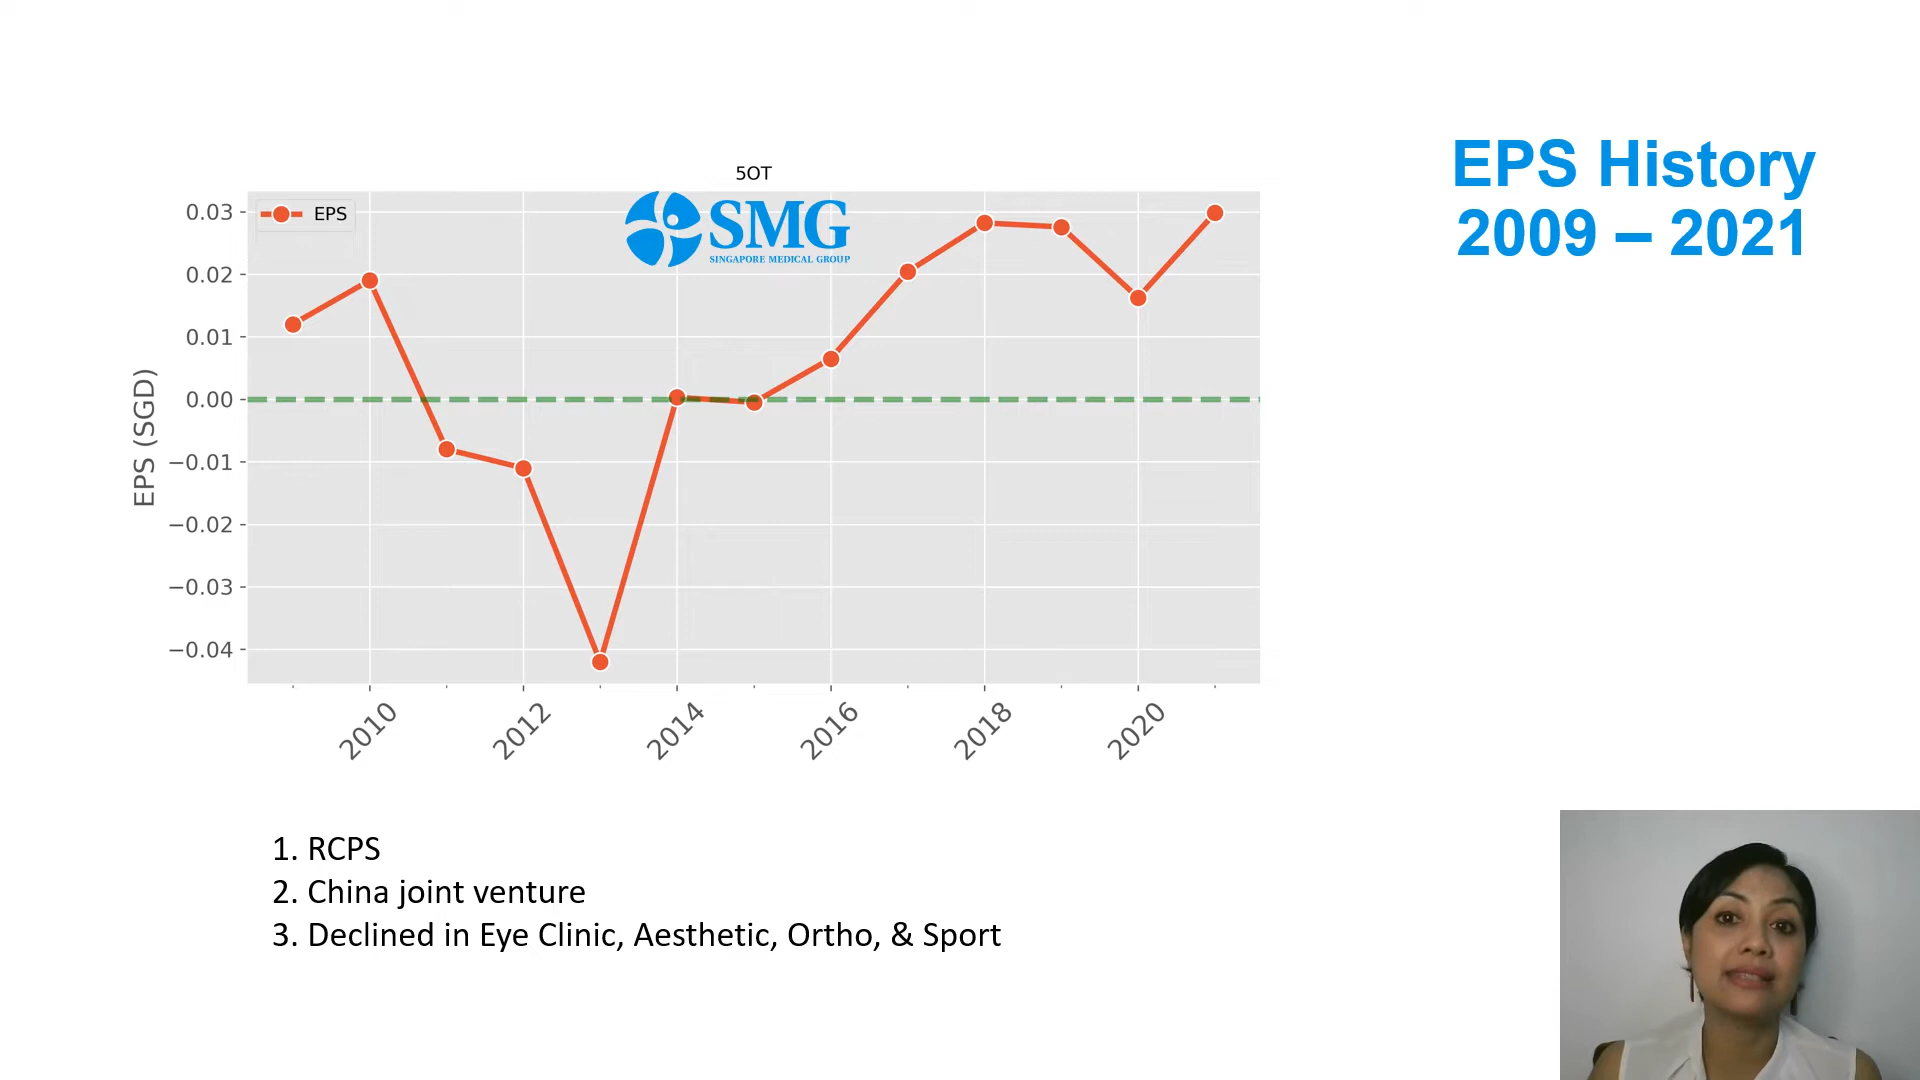 EPS History
2009 – 2021
5OT
EPS
SMG
SINGAPORE MEDICAL GROUP
EPS (SGD)
0.03
0.02
0.01
0.00
−0.01
−0.02
−0.03
−0.04
2010
2012
2014
2016
2018
2020
1. RCPS
2. China joint venture
3. Declined in Eye Clinic, Aesthetic, Ortho, & Sport